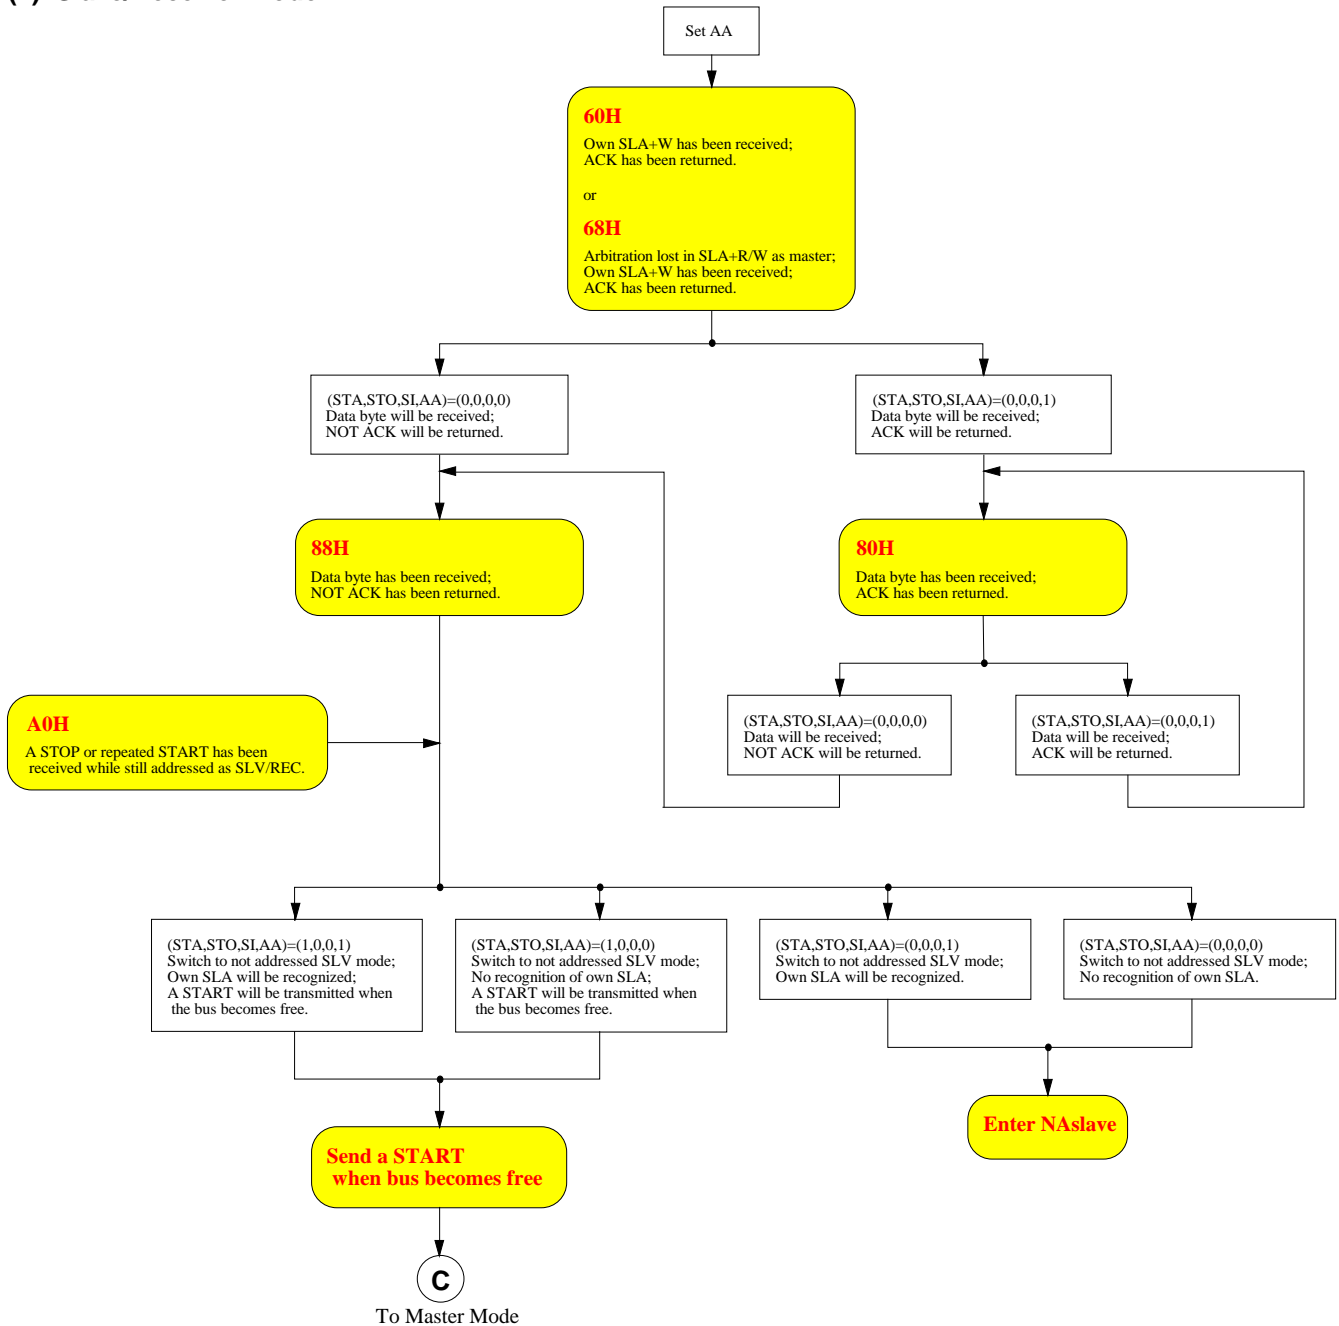 Set AA
60H
Own SLA+W has been received;
ACK has been returned.
or
68H
Arbitration lost in SLA+R/W as master;
Own SLA+W has been received;
ACK has been returned.
(STA,STO,SI,AA)=(0,0,0,0)
Data byte will be received;
NOT ACK will be returned.
(STA,STO,SI,AA)=(0,0,0,1)
Data byte will be received;
ACK will be returned.
88H
Data byte has been received;
NOT ACK has been returned.
80H
Data byte has been received;
ACK has been returned.
A0H
A STOP or repeated START has been
received while still addressed as SLV/REC.
(STA,STO,SI,AA)=(0,0,0,0)
Data will be received;
NOT ACK will be returned.
(STA,STO,SI,AA)=(0,0,0,1)
Data will be received;
ACK will be returned.
(STA,STO,SI,AA)=(1,0,0,1)
Switch to not addressed SLV mode;
Own SLA will be recognized;
A START will be transmitted when
the bus becomes free.
(STA,STO,SI,AA)=(1,0,0,0)
Switch to not addressed SLV mode;
No recognition of own SLA;
A START will be transmitted when
the bus becomes free.
(STA,STO,SI,AA)=(0,0,0,1)
Switch to not addressed SLV mode;
Own SLA will be recognized.
(STA,STO,SI,AA)=(0,0,0,0)
Switch to not addressed SLV mode;
No recognition of own SLA.
Enter NAslave
Send a START
when bus becomes free
C
To Master Mode